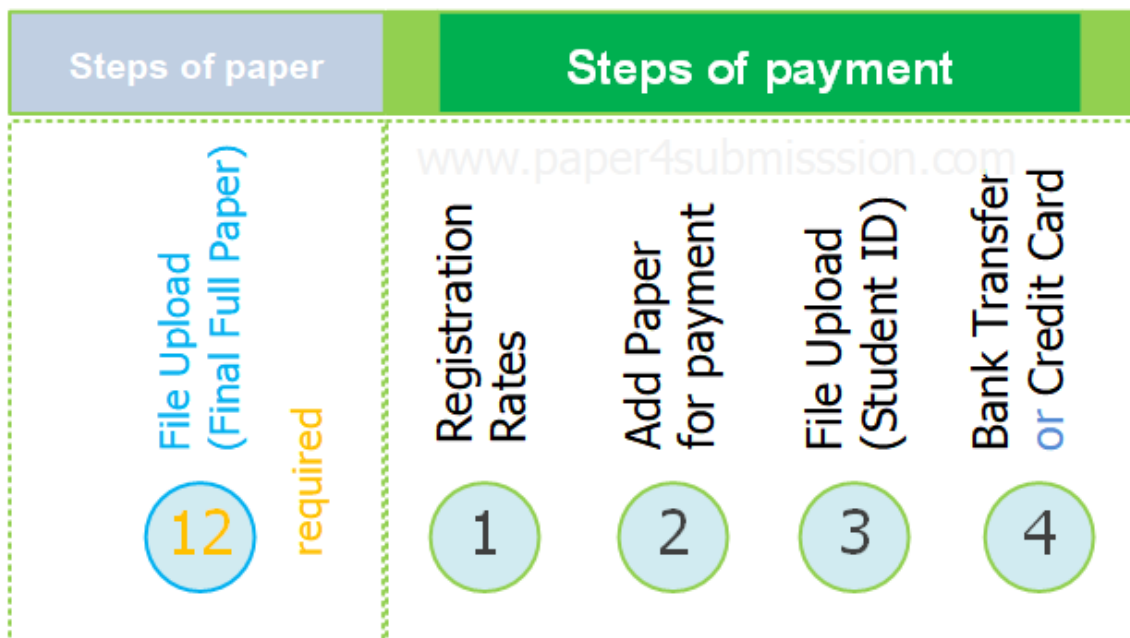 Steps of paper
Steps of payment
www.paper4submisssion.com
File Upload
(Final Full Paper)
required
12
Registration
Rates
1
Add Paper
for payment
2
File Upload
(Student ID)
3
Bank Transfer
or Credit Card
4